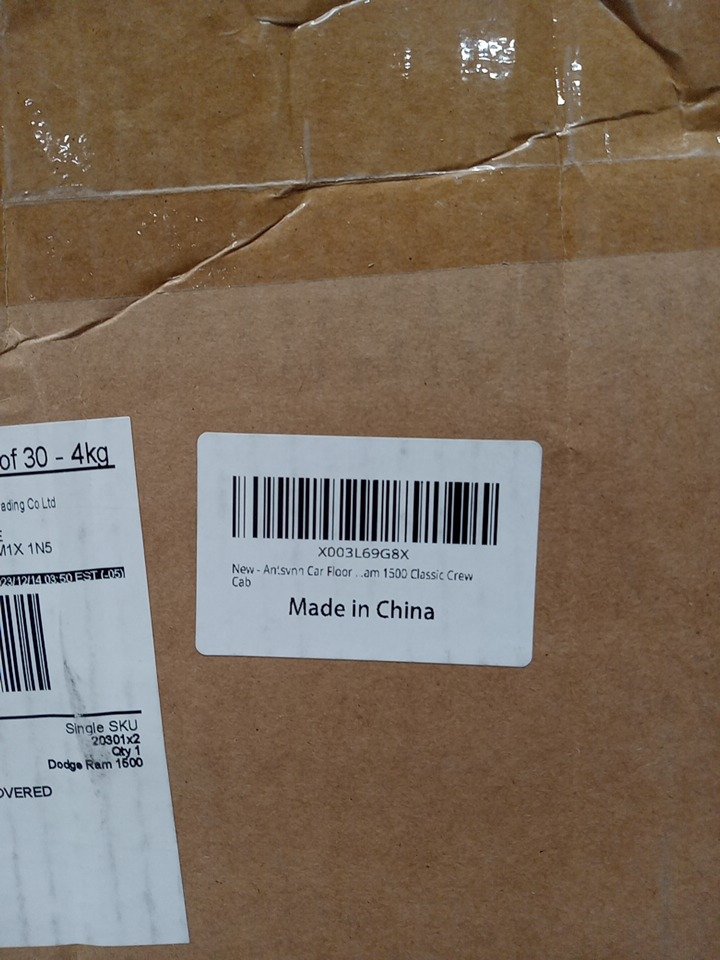 of 30 - 4kg
ading Co Ltd
M1X 1N5
23/12/14 03:50 EST (-05)
Single SKU
20301x2
Qty 1
Dodge Ram 1500
OVERED
X003L69G8X
New - Antsvnn Car Floor ...am 1500 Classic Crew
Cab
Made in China